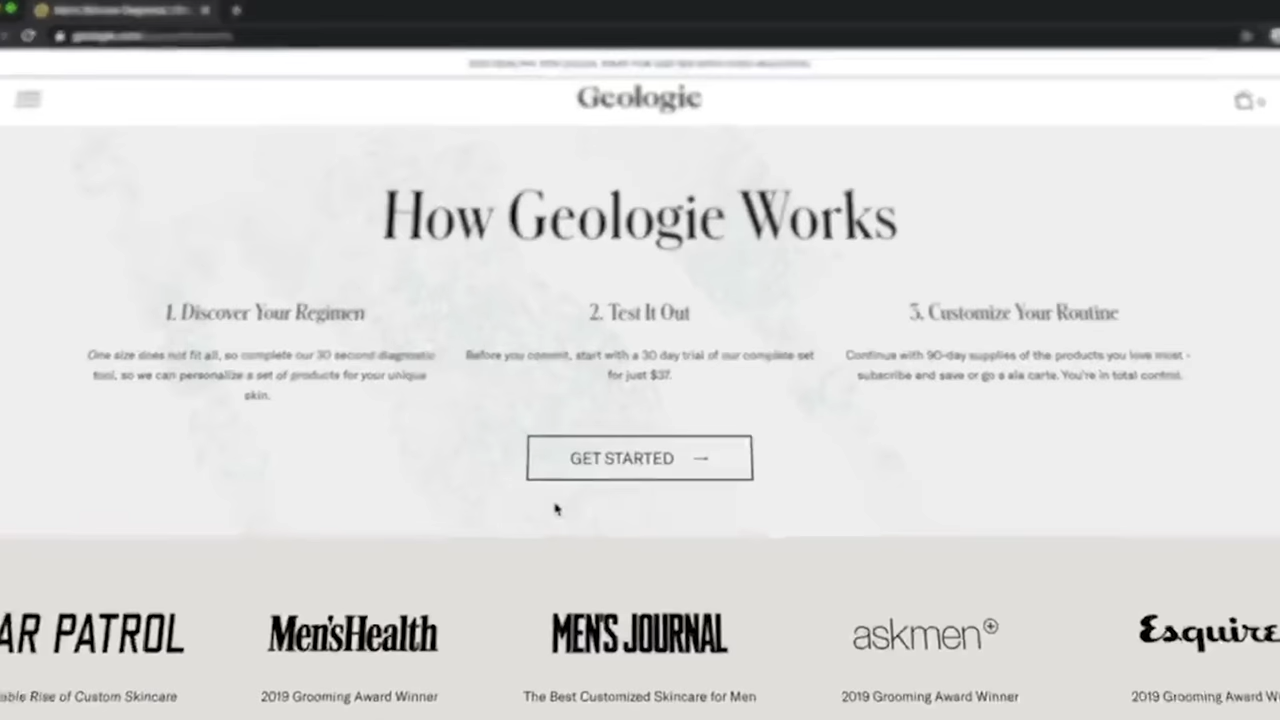 Geologie
How Geologie Works
1. Discover Your Regimen
2. Test It Out
3. Customize Your Routine
One size does not fit all, so complete our 30 second diagnostic
Before you commit, start with a 30 day trial of our complete set
Continue with 90-day supplies of the products you love most -
tool, so we can personalize a set of products for your unique
for just $37.
subscribe and save or go a ala carte. You're in total control.
skin.
GET STARTED →
AR PATROL
Men'sHealth
MEN'S JOURNAL
askmen
Esquire
able Rise of Custom Skincare
2019 Grooming Award Winner
The Best Customized Skincare for Men
2019 Grooming Award Winner
2019 Grooming Award W